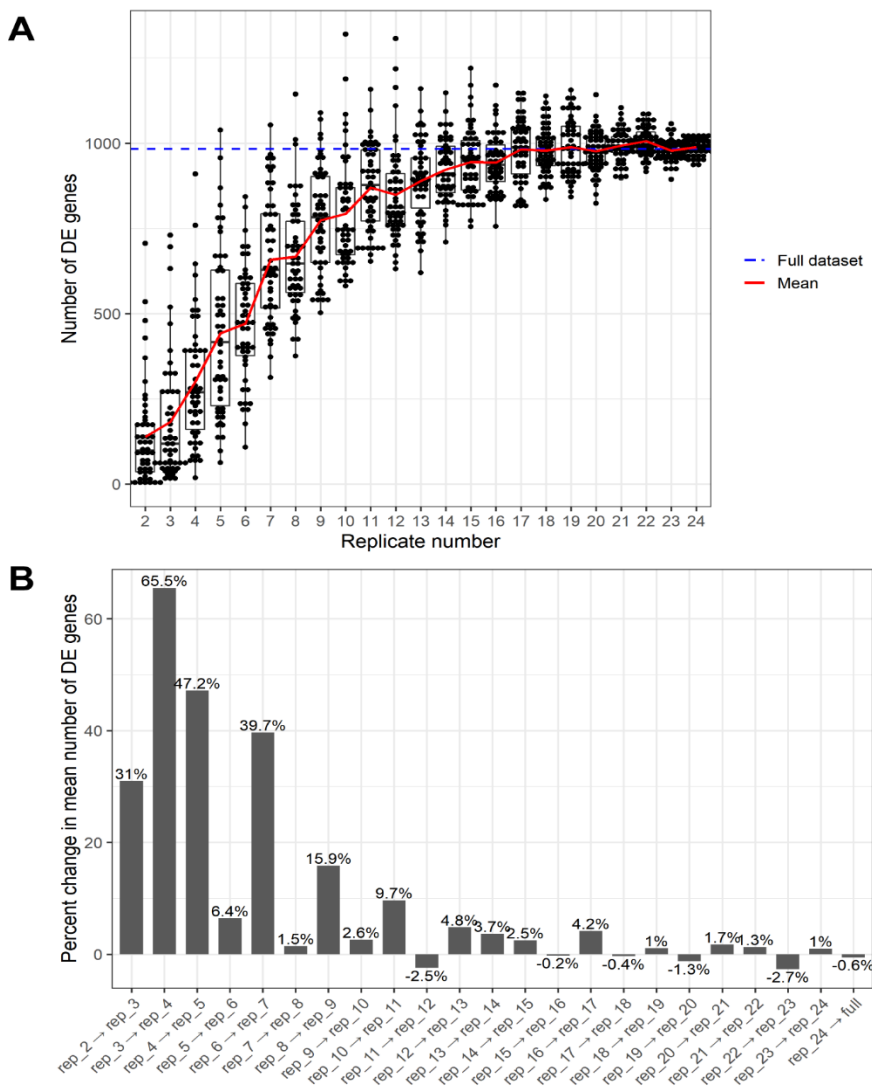 A
Number of DE genes
1000
500
0
2 3 4 5 6 7 8 9 10 11 12 13 14 15 16 17 18 19 20 21 22 23 24
Replicate number
Full dataset
Mean
B
Percent change in mean number of DE genes
60
40
20
0
31%
65.5%
47.2%
6.4%
39.7%
1.5%
15.9%
2.6%
9.7%
-2.5%
4.8%
3.7%
2.5%
-0.2%
4.2%
-0.4%
1%
-1.3%
1.7%
1.3%
-2.7%
1%
-0.6%
rep_2 → rep_3
rep_3 → rep_4
rep_4 → rep_5
rep_5 → rep_6
rep_6 → rep_7
rep_7 → rep_8
rep_8 → rep_9
rep_9 → rep_10
rep_10 → rep_11
rep_11 → rep_12
rep_12 → rep_13
rep_13 → rep_14
rep_14 → rep_15
rep_15 → rep_16
rep_16 → rep_17
rep_17 → rep_18
rep_18 → rep_19
rep_19 → rep_20
rep_20 → rep_21
rep_21 → rep_22
rep_22 → rep_23
rep_23 → rep_24
rep_24 → full